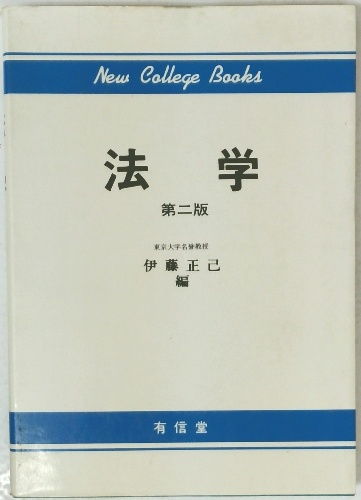 New College Books
法学
第二版
東京大学名誉教授
伊藤正己
編
有信堂